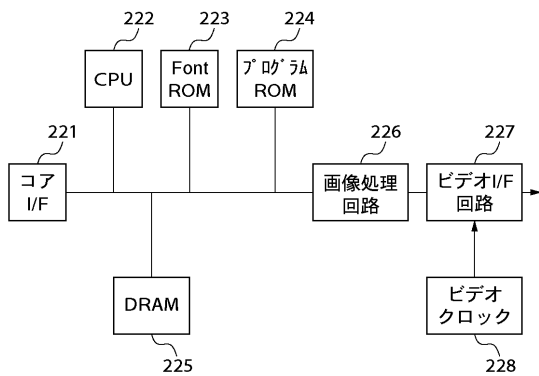 222
223
224
CPU
Font
ROM
ﾌﾟﾛｸﾞﾗﾑ
ROM
221
226
227
コア
I/F
画像処理
回路
ビデオI/F
回路
DRAM
ビデオ
クロック
225
228